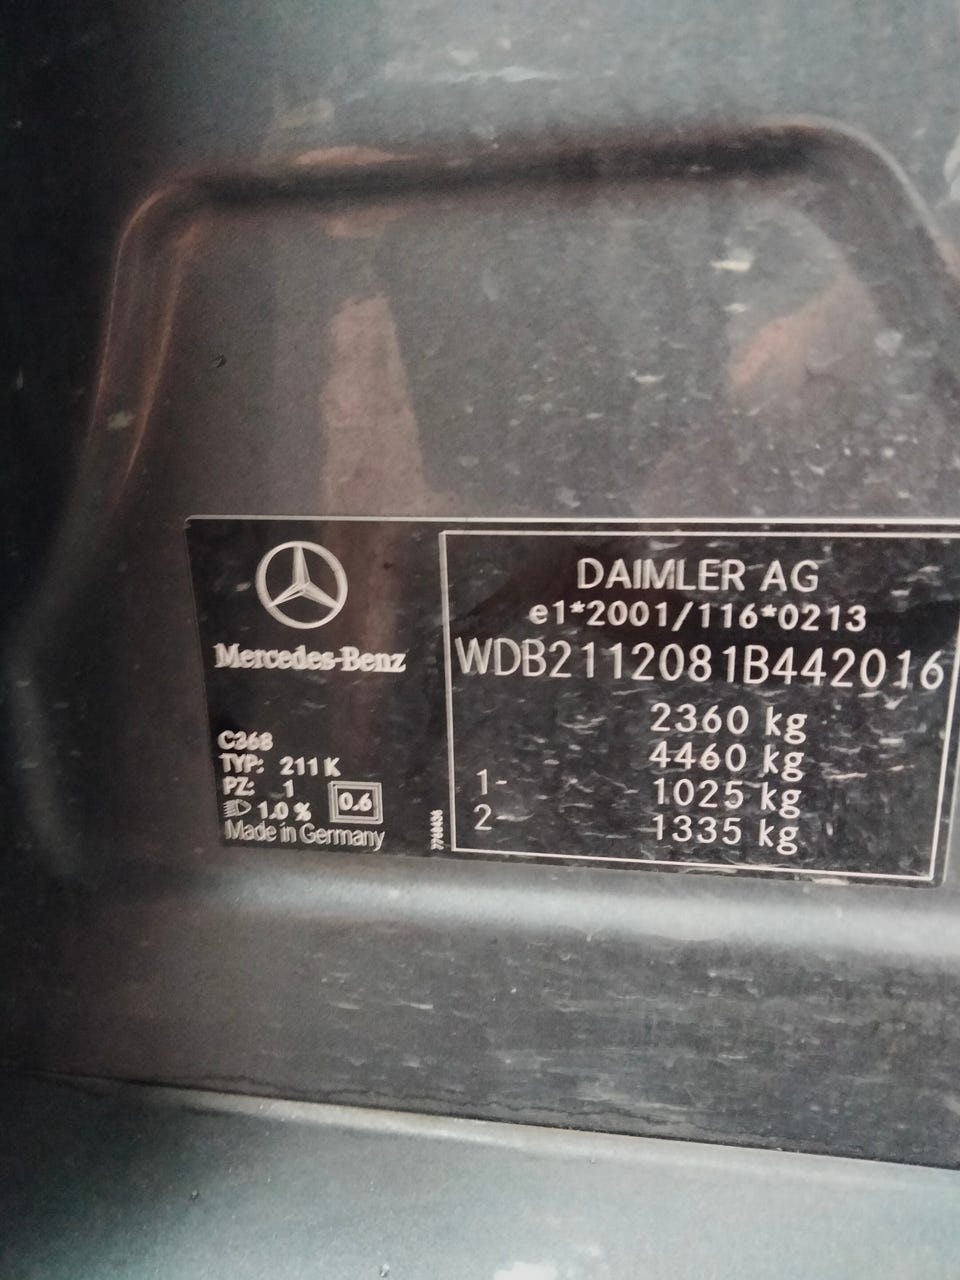 Mercedes-Benz
C368
TYP: 211 K
PZ: 1
1.0 %
0.6
Made in Germany
7760436
DAIMLER AG
e1*2001/116*0213
WDB2112081B442016
2360 kg
4460 kg
1- 1025 kg
2- 1335 kg